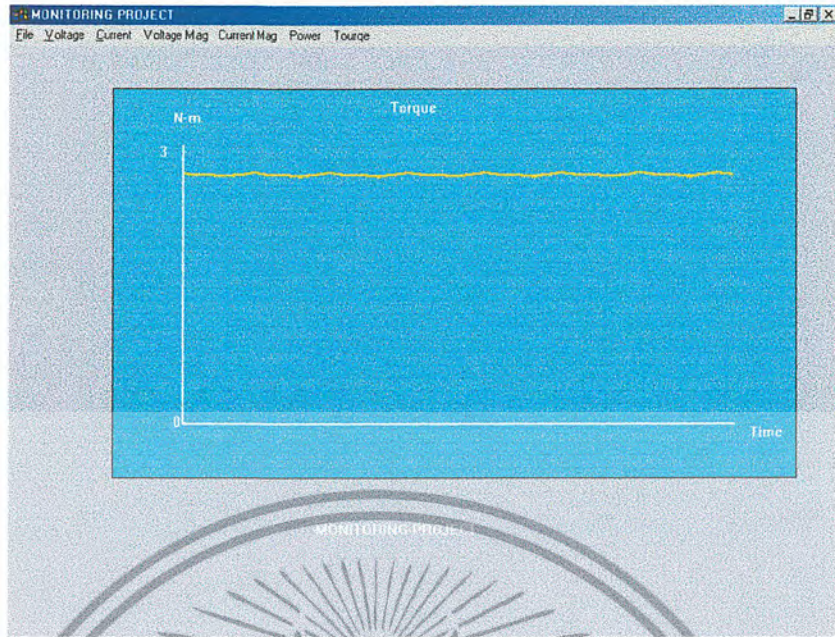 MONITORING PROJECT
File Voltage Current Voltage Mag Current Mag Power Tourqe
Torque
N-m
3
0
Time
MONITORING PROJECT